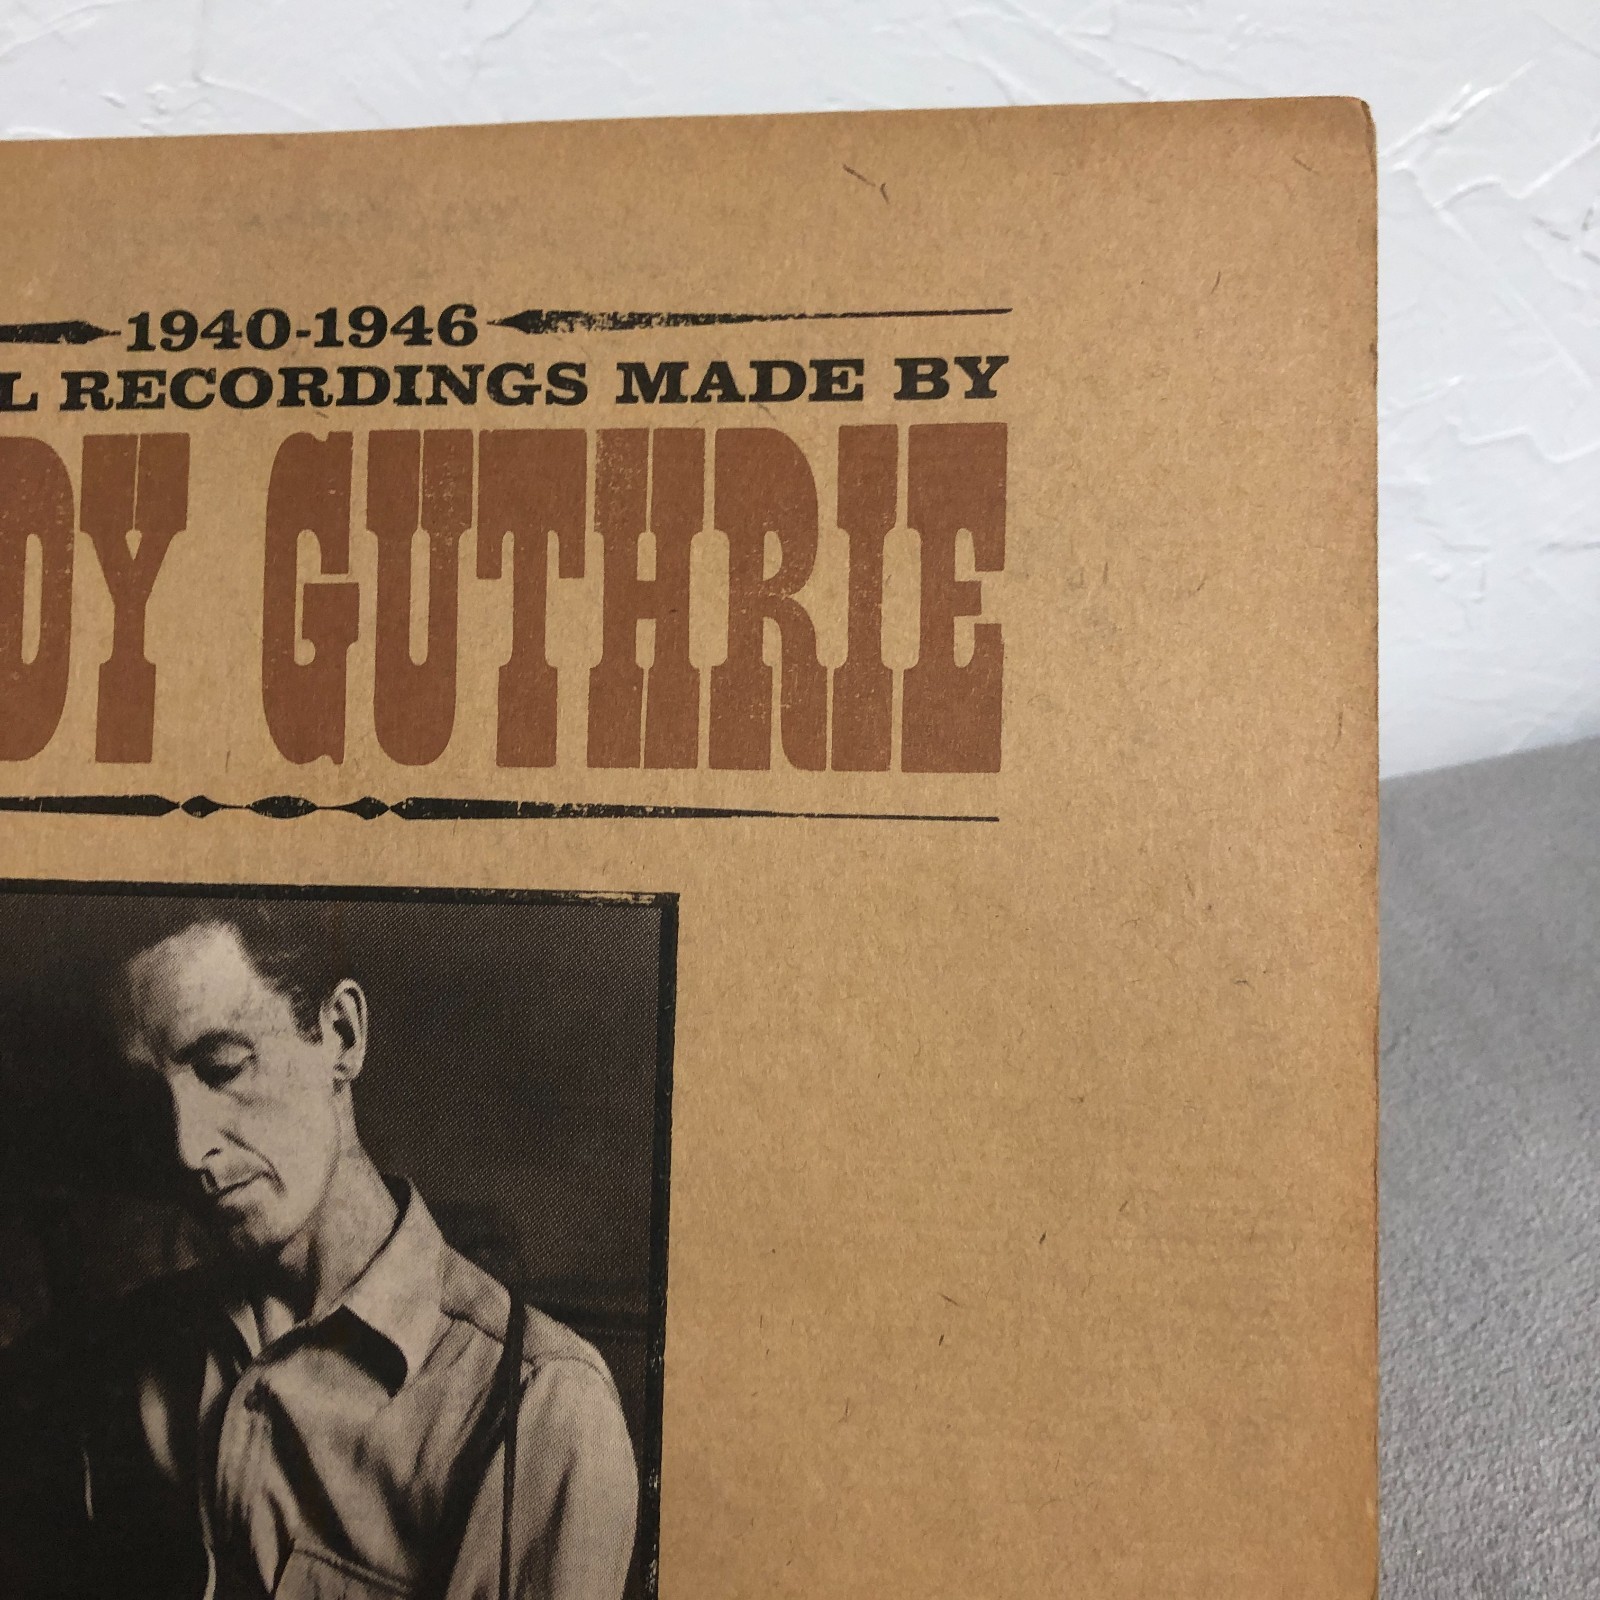 1940-1946
L RECORDINGS MADE BY
DY GUTHRIE